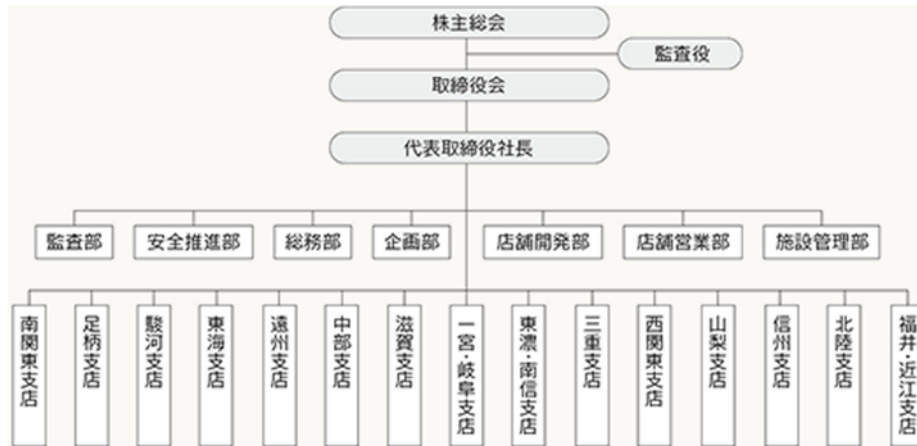 株主総会
監査役
取締役会
代表取締役社長
監査部
安全推進部
総務部
企画部
店舗開発部
店舗営業部
施設管理部
南関東支店
足柄支店
駿河支店
東海支店
遠州支店
中部支店
滋賀支店
一宮・岐阜支店
東濃・南信支店
三重支店
西関東支店
山梨支店
信州支店
北陸支店
福井・近江支店